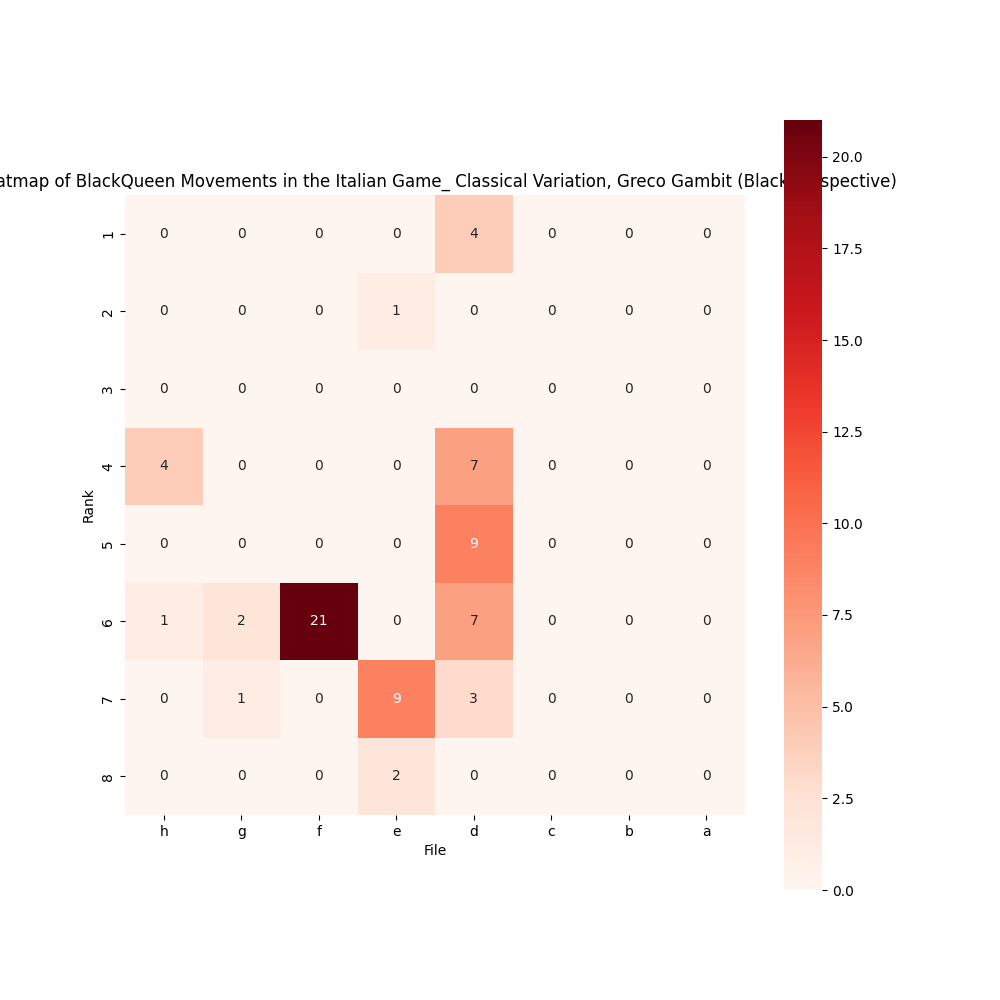 atmap of BlackQueen Movements in the Italian Game_ Classical Variation, Greco Gambit (Black spective)
1 0 0 0 0 4 0 0 0
2 0 0 0 1 0 0 0 0
3 0 0 0 0 0 0 0 0
4 4 0 0 0 7 0 0 0
Rank
5 0 0 0 0 9 0 0 0
6 1 2 21 0 7 0 0 0
7 0 1 0 9 3 0 0 0
8 0 0 0 2 0 0 0 0
h g f e d c b a
File
20.0
17.5
15.0
12.5
10.0
7.5
5.0
2.5
0.0